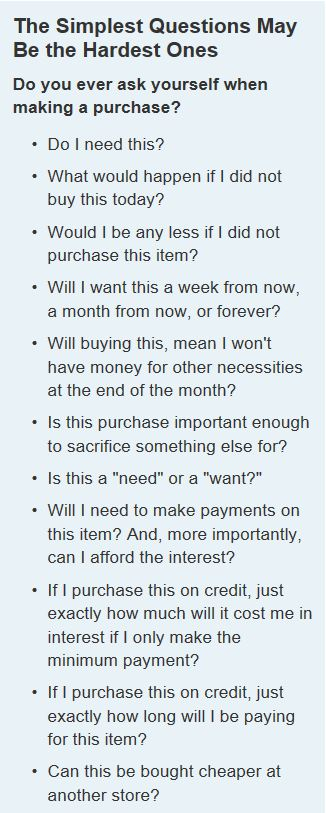 The Simplest Questions May
Be the Hardest Ones
Do you ever ask yourself when
making a purchase?
• Do I need this?
• What would happen if I did not
buy this today?
• Would I be any less if I did not
purchase this item?
• Will I want this a week from now,
a month from now, or forever?
• Will buying this, mean I won't
have money for other necessities
at the end of the month?
• Is this purchase important enough
to sacrifice something else for?
• Is this a "need" or a "want?"
• Will I need to make payments on
this item? And, more importantly,
can I afford the interest?
• If I purchase this on credit, just
exactly how much will it cost me in
interest if I only make the
minimum payment?
• If I purchase this on credit, just
exactly how long will I be paying
for this item?
• Can this be bought cheaper at
another store?